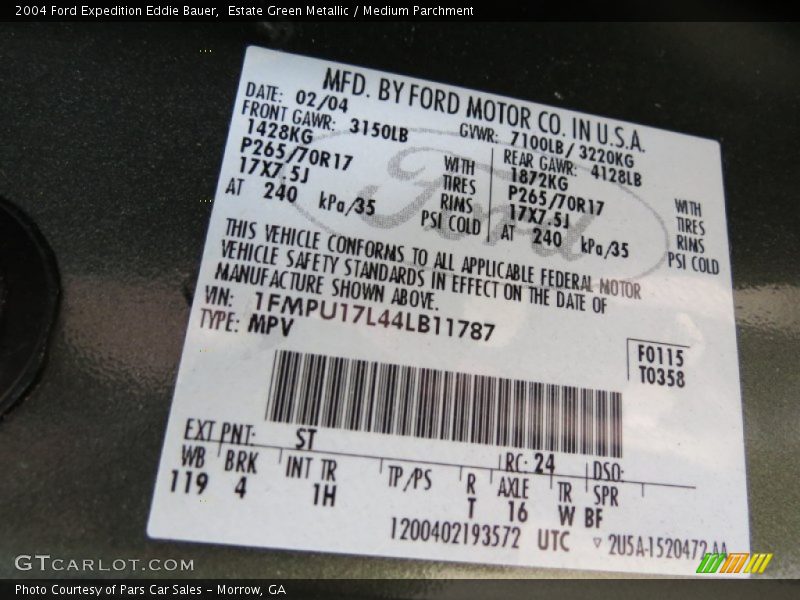 2004 Ford Expedition Eddie Bauer,  Estate Green Metallic / Medium Parchment
MFD. BY FORD MOTOR CO. IN U.S.A.
DATE: 02/04 GVWR: 7100LB/ 3220KG
FRONT GAWR: 3150LB REAR GAWR: 4128LB
1428KG WITH 1872KG WITH
P265/70R17 TIRES P265/70R17 TIRES
17X7.5J RIMS 17X7.5J RIMS
AT 240 kPa/35 PSI COLD AT 240 kPa/35 PSI COLD
THIS VEHICLE CONFORMS TO ALL APPLICABLE FEDERAL MOTOR
VEHICLE SAFETY STANDARDS IN EFFECT ON THE DATE OF
MANUFACTURE SHOWN ABOVE.
VIN: 1FMPU17L44LB11787
TYPE: MPV
F0115
T0358
EXT PNT: ST RC: 24 DSO:
WB BRK INT TR TP/PS R AXLE TR SPR
119 4 1H T 16 W BF
1200402193572 UTC ▽ 2U5A-1520472 AA
Ford
GTCARLOT.COM
Photo Courtesy of Pars Car Sales - Morrow, GA